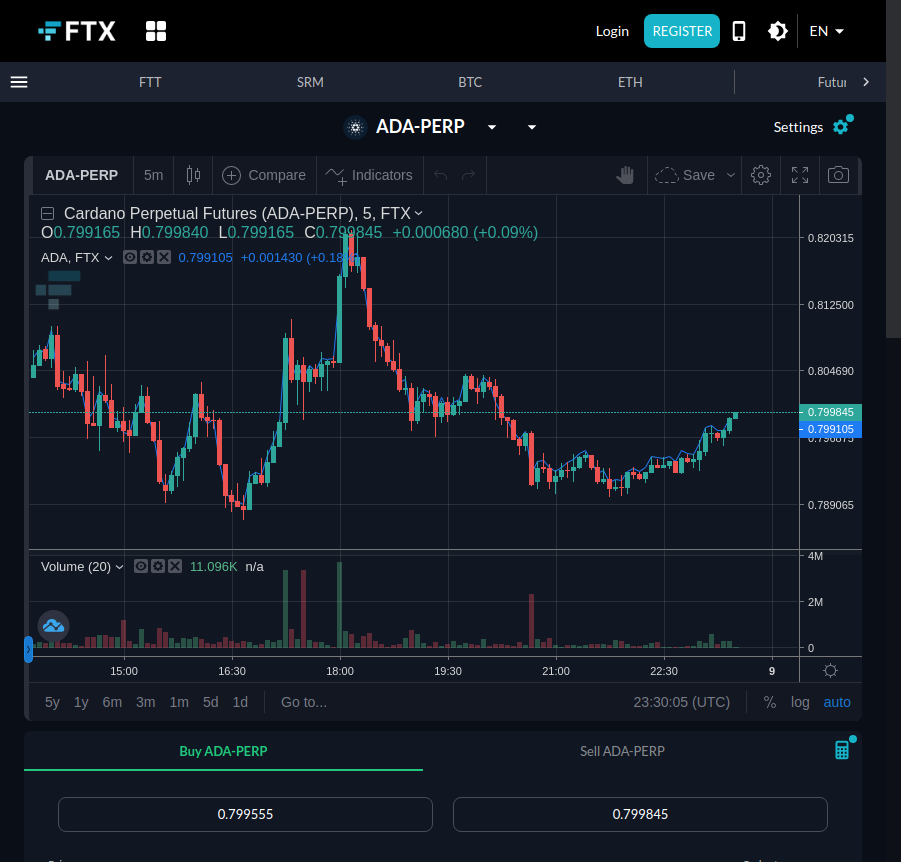 FTX Login REGISTER EN
FTT SRM BTC ETH Futur
ADA-PERP Settings
ADA-PERP 5m Compare Indicators Save
Cardano Perpetual Futures (ADA-PERP), 5, FTX
O0.799165 H0.799840 L0.799165 C0.799845 +0.000680 (+0.09%)
ADA, FTX 0.799105 +0.001430 (+0.18
0.820315
0.812500
0.804690
0.799845
0.799105
0.796875
0.789065
Volume (20) 11.096K n/a
4M
2M
0
15:00 16:30 18:00 19:30 21:00 22:30 9
5y 1y 6m 3m 1m 5d 1d Go to... 23:30:05 (UTC) % log auto
Buy ADA-PERP Sell ADA-PERP
0.799555 0.799845